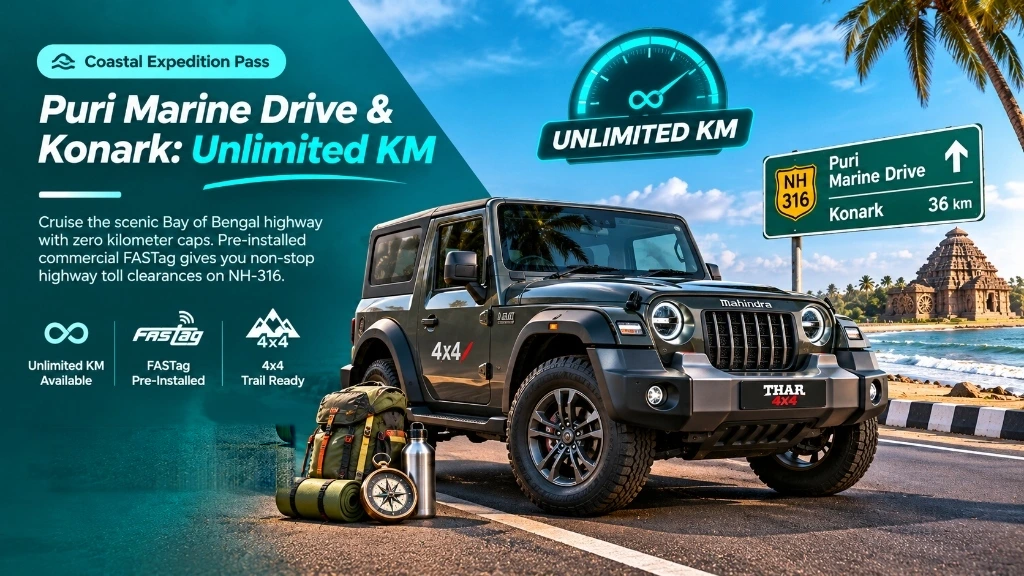 Coastal Expedition Pass
Puri Marine Drive &
Konark: Unlimited KM
Cruise the scenic Bay of Bengal highway
with zero kilometer caps. Pre-installed
commercial FASTag gives you non-stop
highway toll clearances on NH-316.
FASTag
4x4
Unlimited KM
Available
FASTag
Pre-Installed
4x4
Trail Ready
UNLIMITED KM
NH
316
Puri
Marine Drive
Konark 36 km
4x4
Mahindra
THAR
4x4